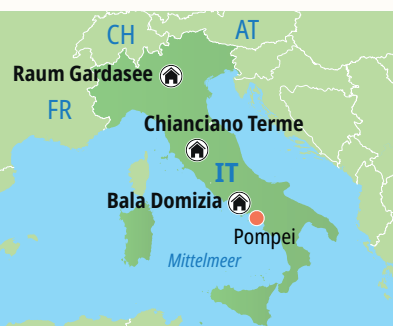 CH
AT
Raum Gardasee
FR
Chianciano Terme
IT
Bala Domizia
Pompei
Mittelmeer